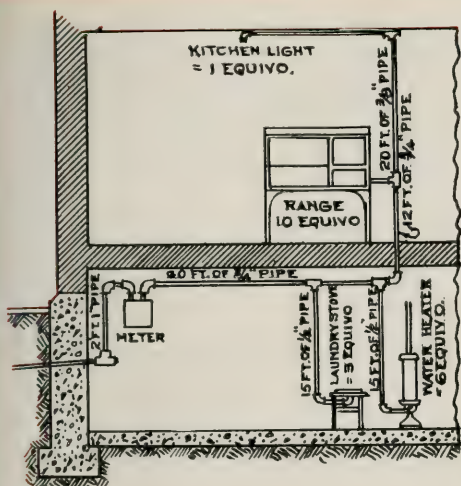 KITCHEN LIGHT
= 1 EQUIVO.
20 FT. OF 3/8" PIPE
12 FT. OF 3/4" PIPE
RANGE
10 EQUIVO
20 FT. OF 3/4" PIPE
2 FT. 1" PIPE
METER
15 FT. OF 1/2" PIPE
LAUNDRY STOVE
= 3 EQUIVO
15 FT. OF 1/2" PIPE
WATER HEATER
= 6 EQUIVO.